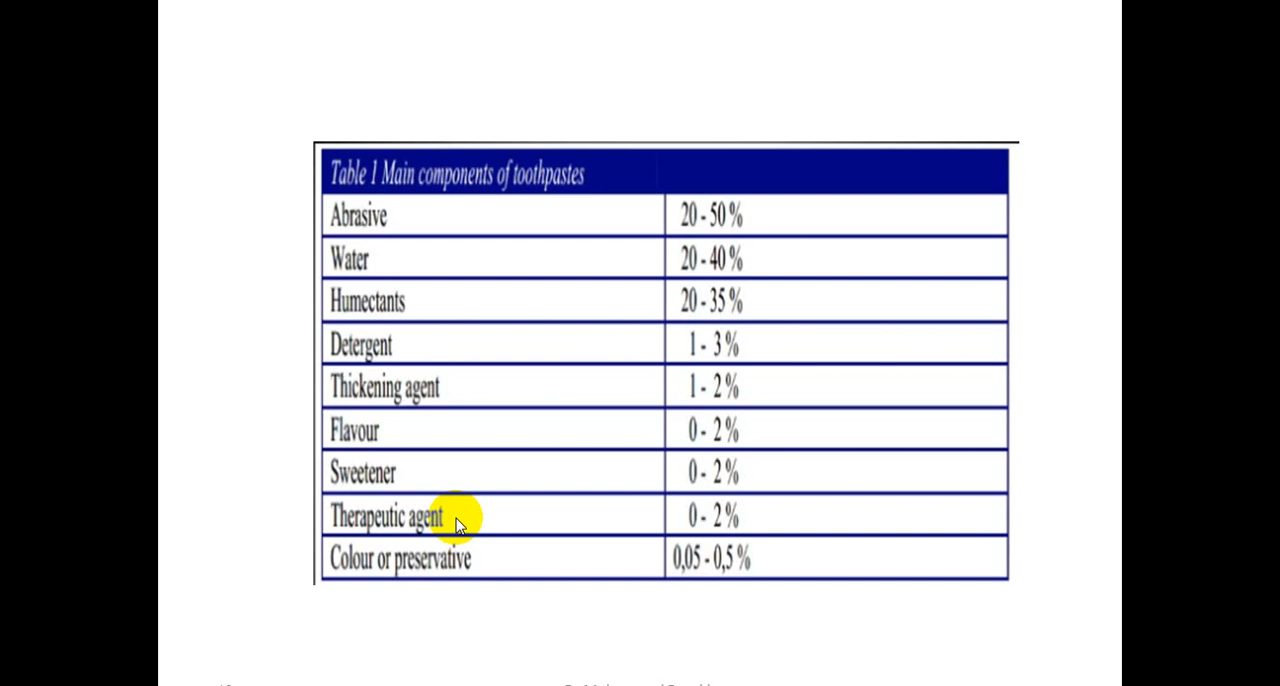 Table 1 Main components of toothpastes
Abrasive 20 - 50 %
Water 20 - 40 %
Humectants 20 - 35 %
Detergent 1 - 3 %
Thickening agent 1 - 2 %
Flavour 0 - 2 %
Sweetener 0 - 2 %
Therapeutic agent 0 - 2 %
Colour or preservative 0,05 - 0,5 %